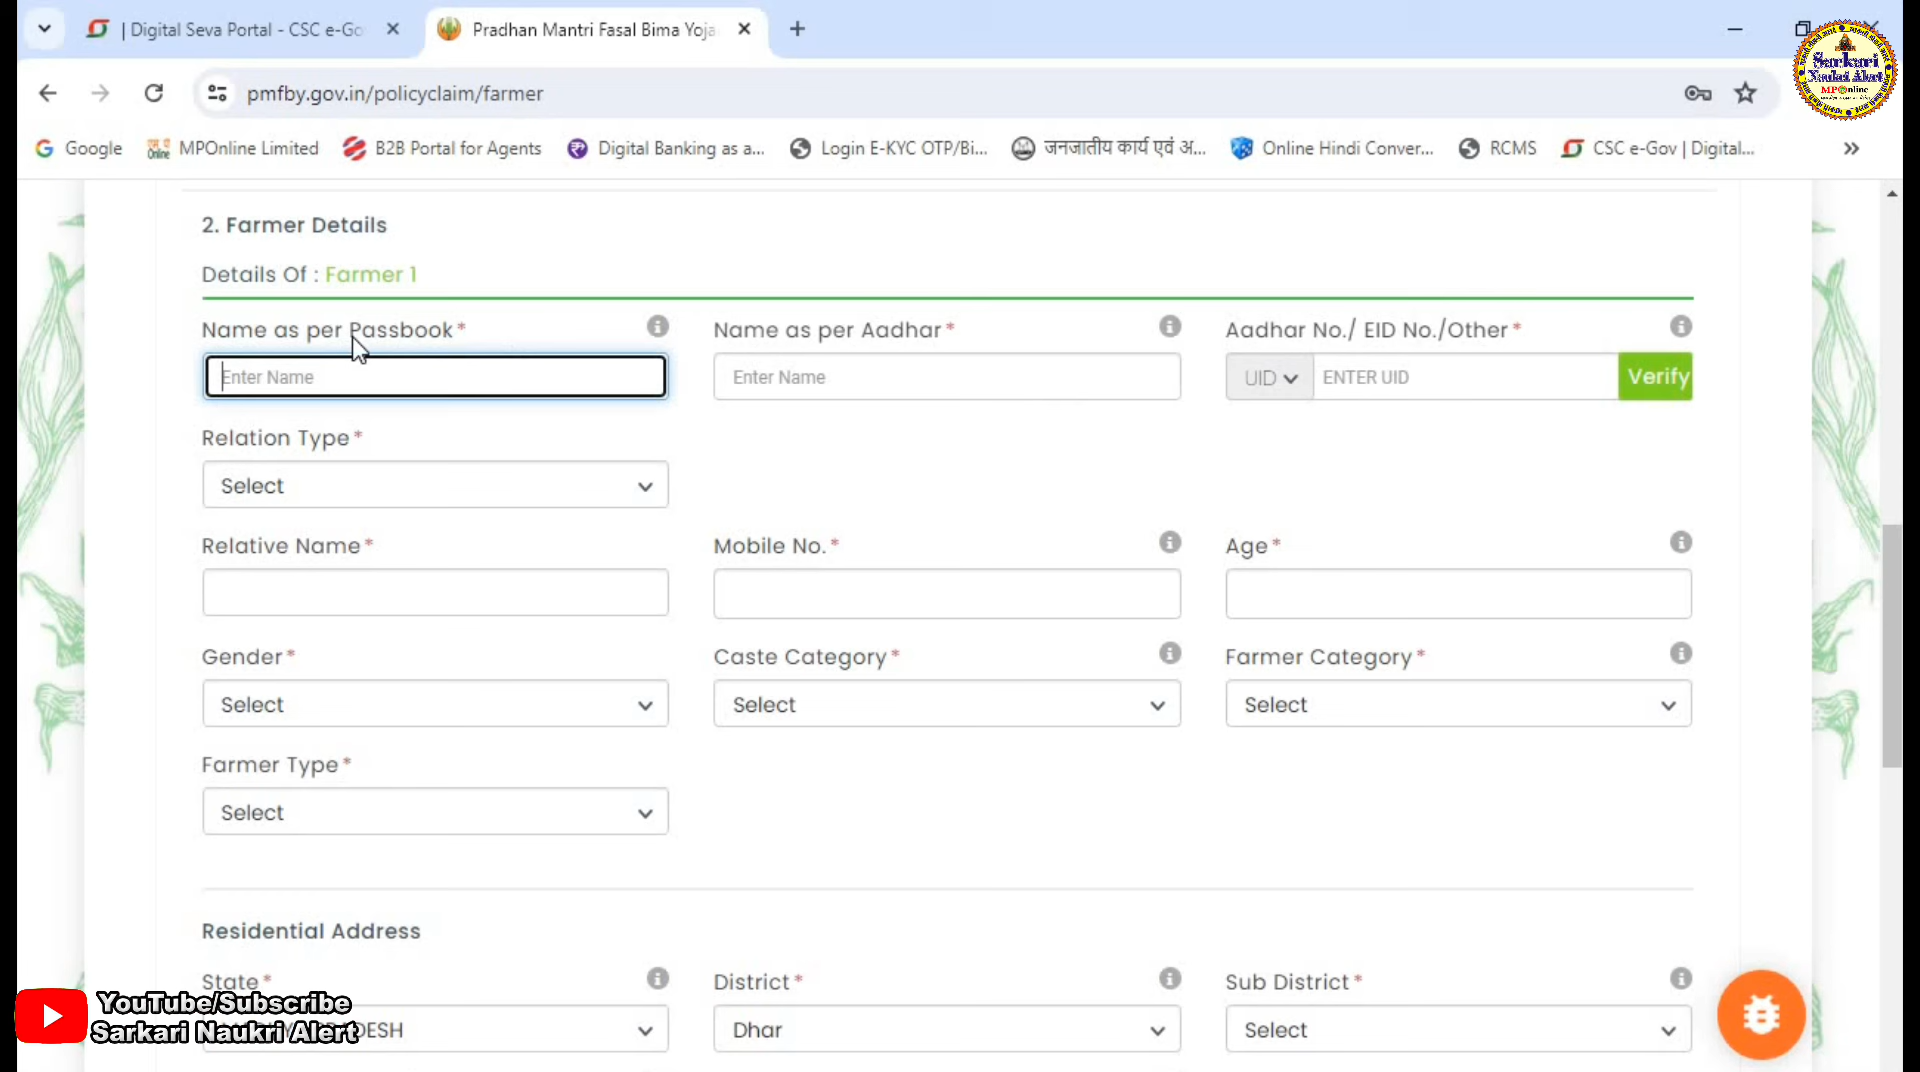 | Digital Seva Portal - CSC e-Go
Pradhan Mantri Fasal Bima Yoja
pmfby.gov.in/policyclaim/farmer
Sarkari
Naukri Alert
MPOnline
Google
MPOnline Limited
B2B Portal for Agents
Digital Banking as a...
Login E-KYC OTP/Bi...
जनजातीय कार्य एवं अ...
Online Hindi Conver...
RCMS
CSC e-Gov | Digital...
2. Farmer Details
Details Of : Farmer 1
Name as per Passbook*
Name as per Aadhar*
Aadhar No./ EID No./Other*
Enter Name
Enter Name
UID
ENTER UID
Verify
Relation Type*
Select
Relative Name*
Mobile No.*
Age*
Gender*
Caste Category*
Farmer Category*
Select
Select
Select
Farmer Type*
Select
Residential Address
State*
District*
Sub District*
Dhar
Select
YouTube/Subscribe
Sarkari Naukri Alert